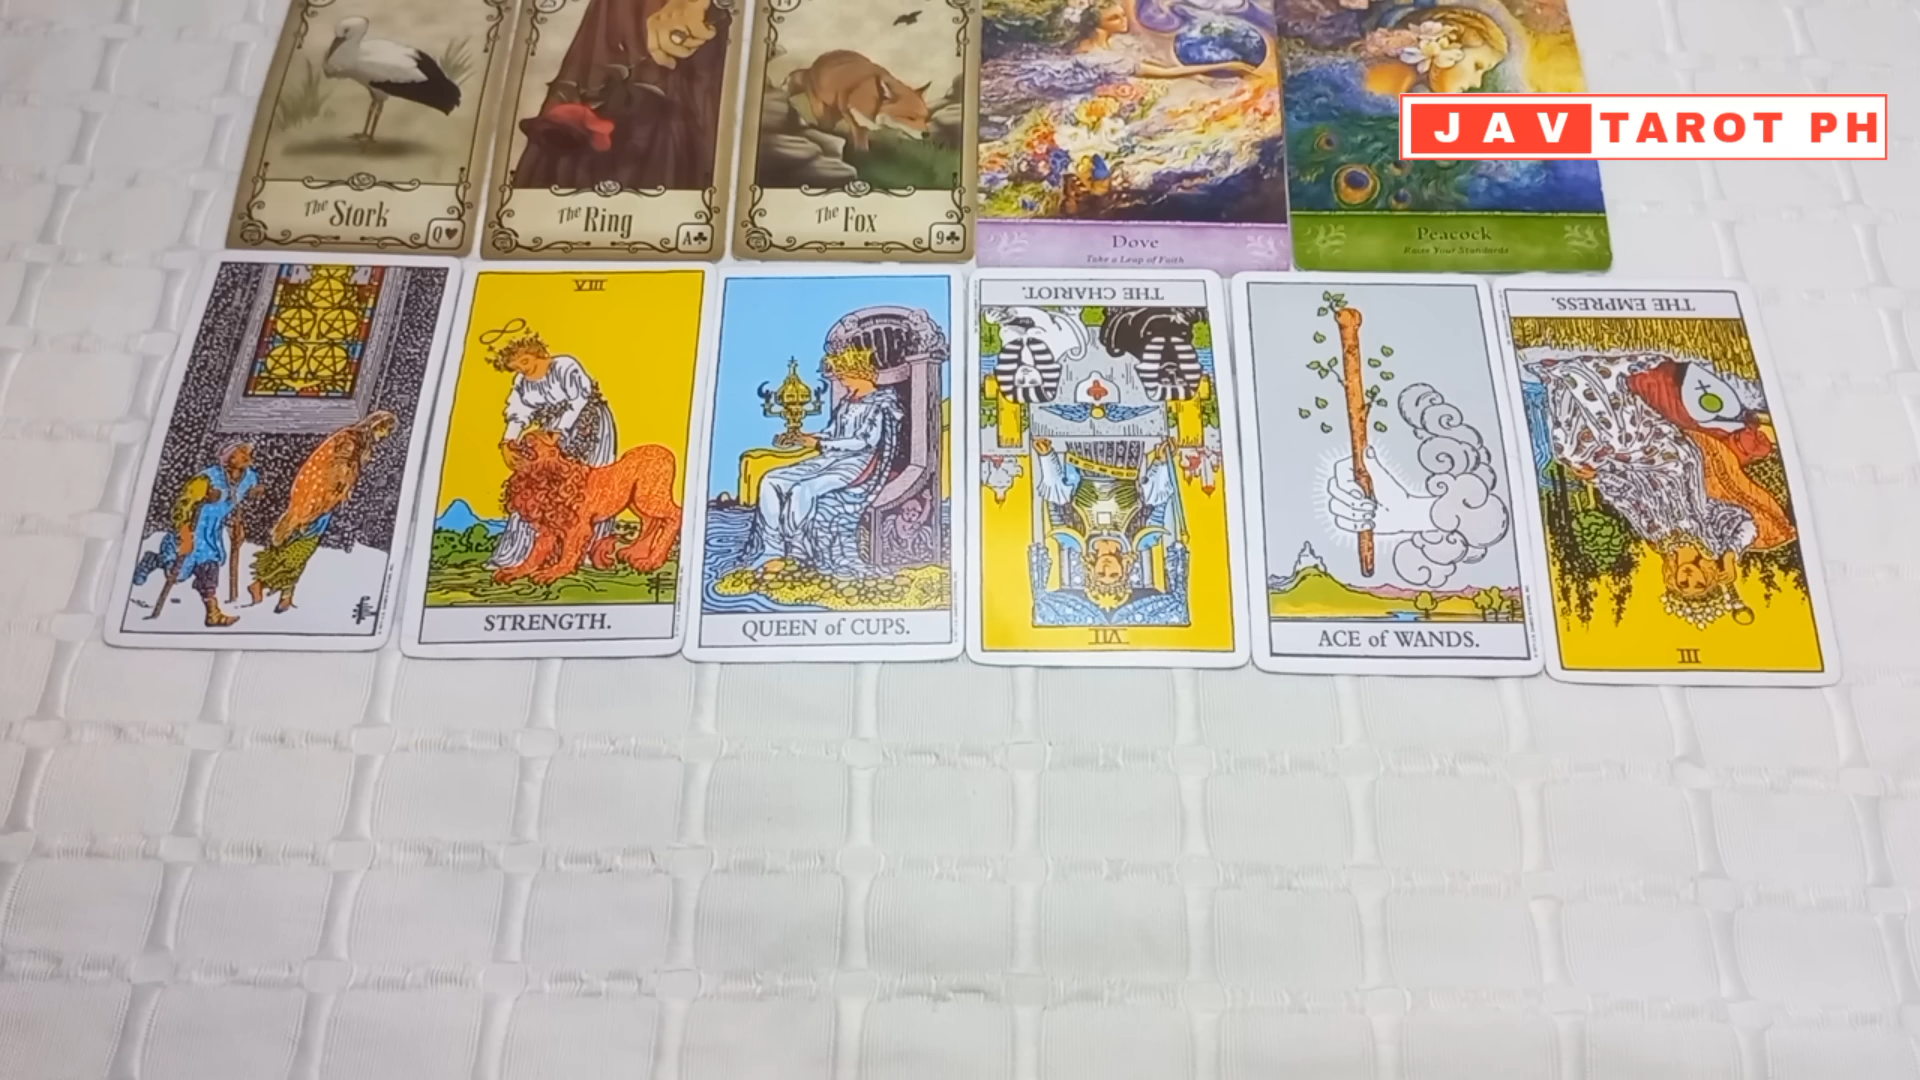 The Stork
Q♥
The Ring
A♣
The Fox
9♣
Dove
Take a Leap of Faith
Peacock
Raise Your Standards
JAV TAROT PH
VIII
STRENGTH.
QUEEN of CUPS.
THE CHARIOT.
VII
ACE of WANDS.
THE EMPRESS.
III